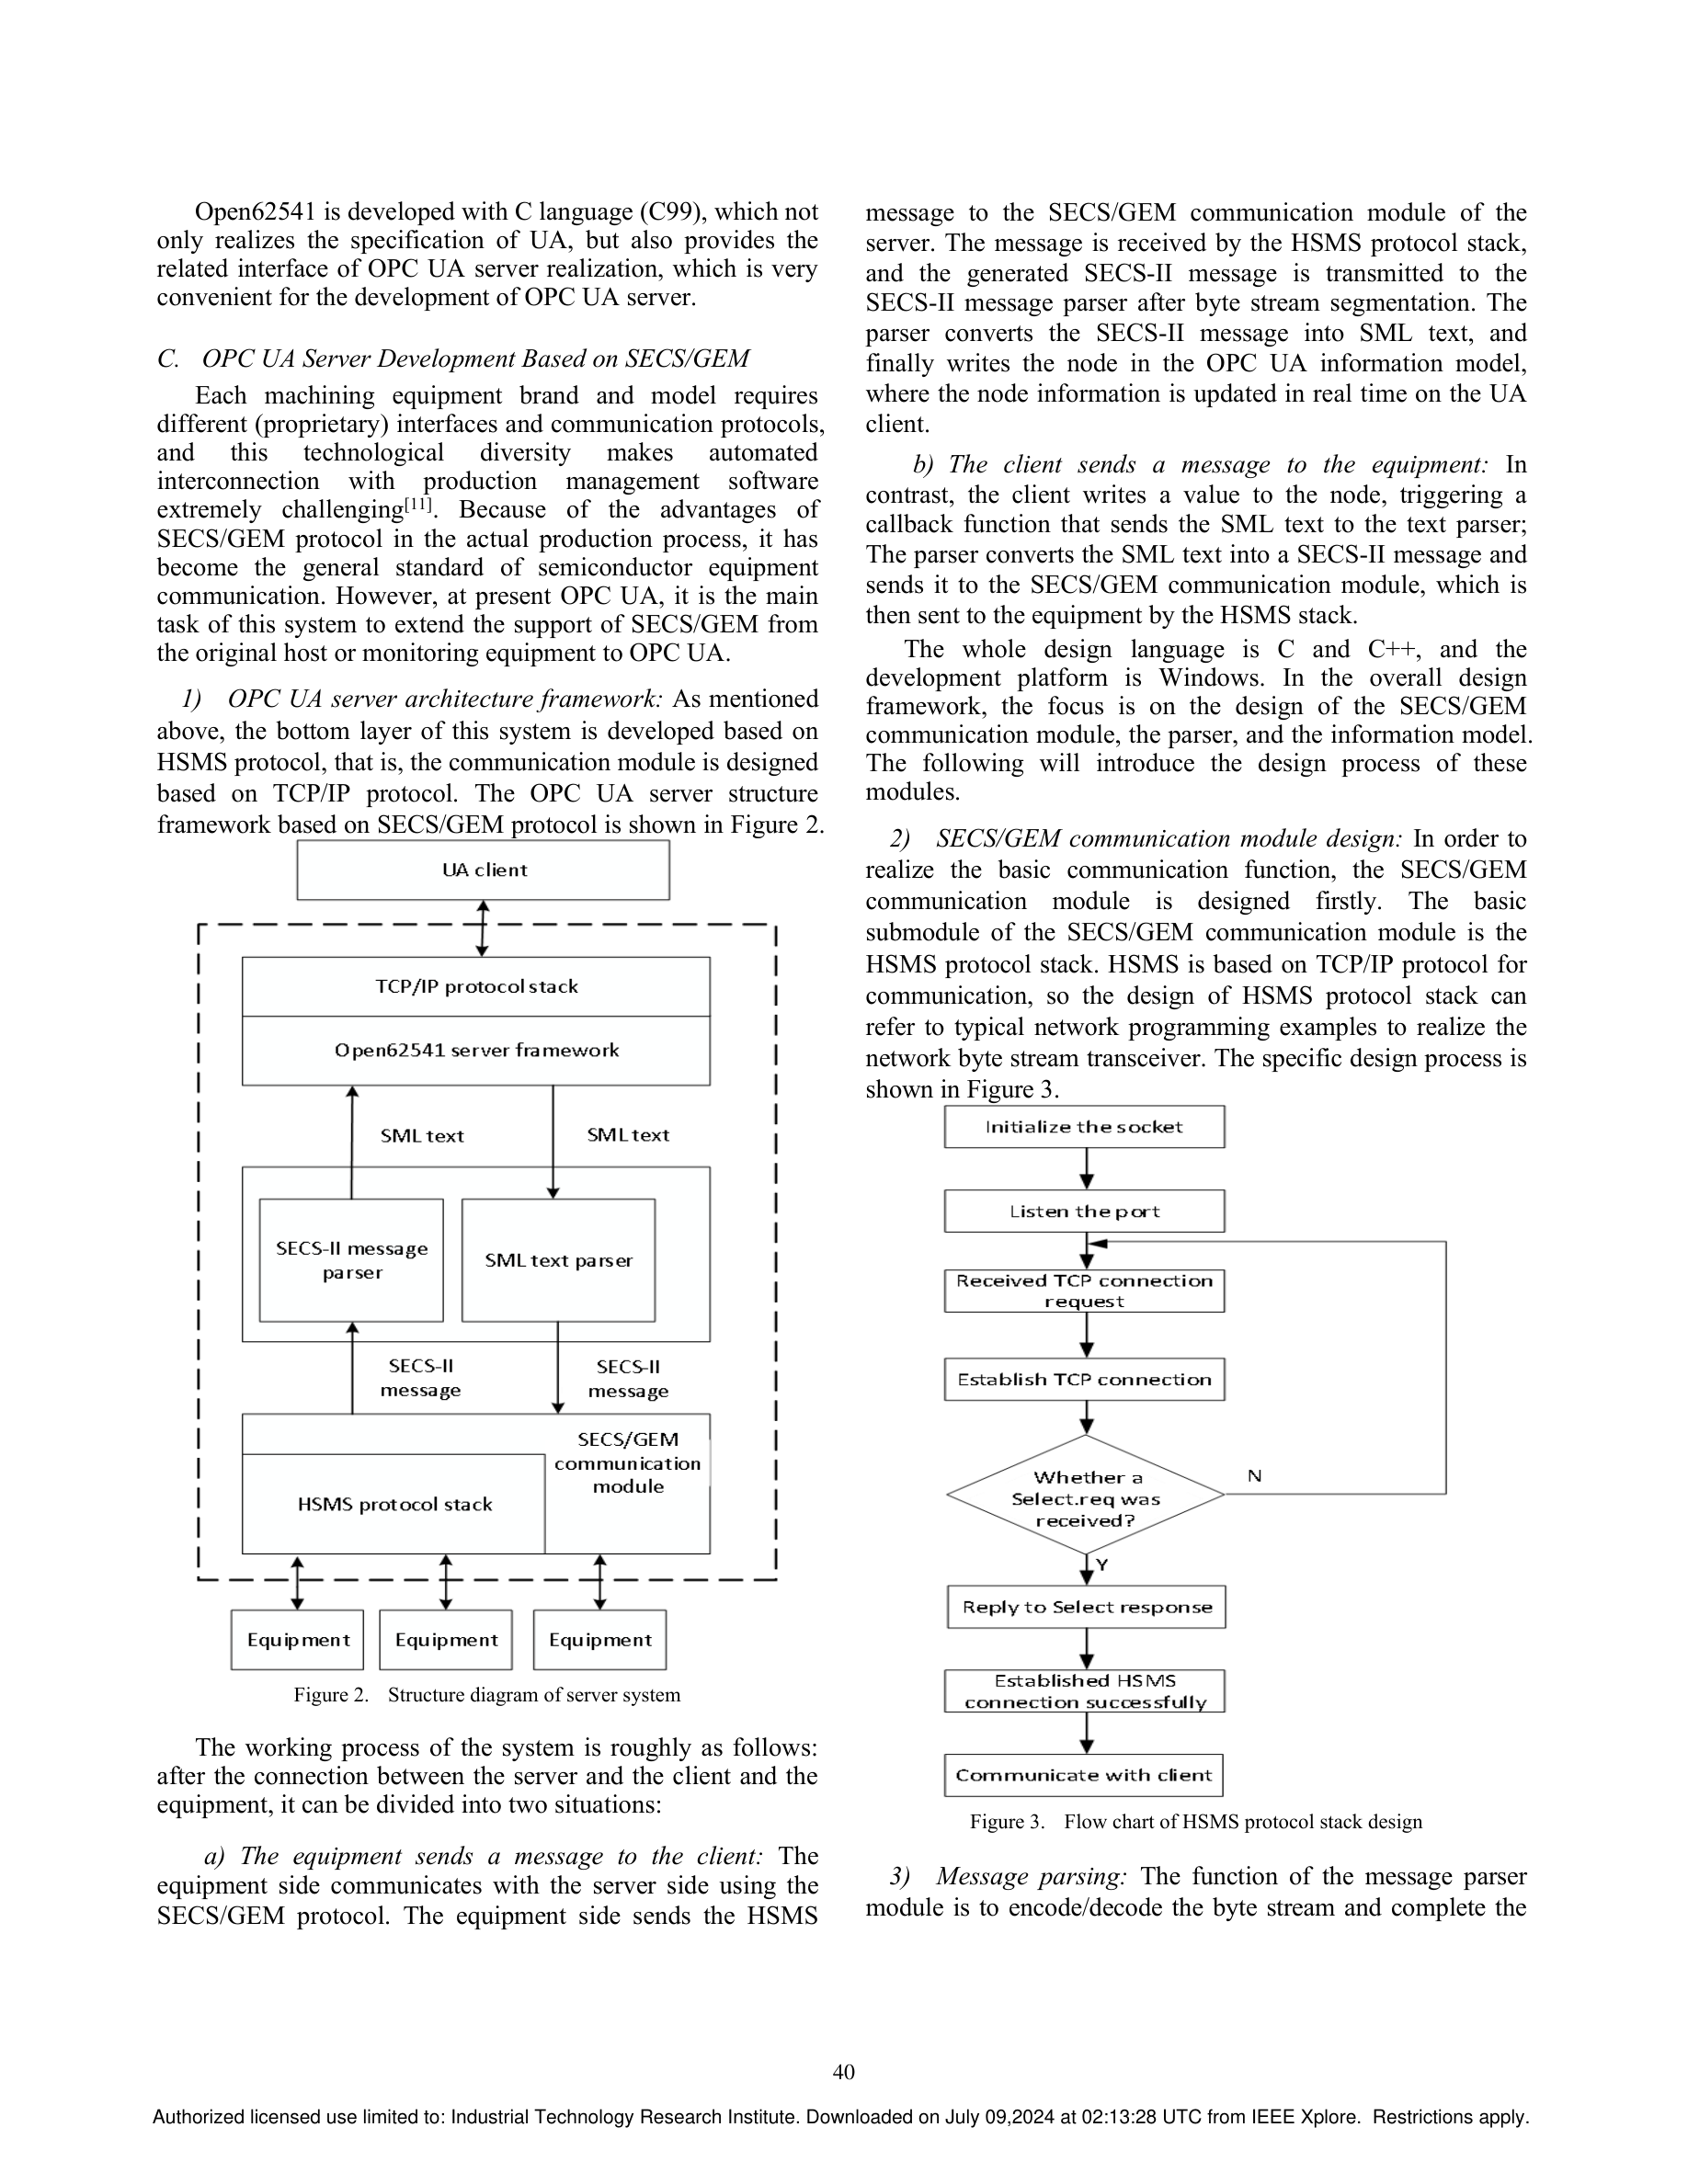 Open62541 is developed with C language (C99), which not
only realizes the specification of UA, but also provides the
related interface of OPC UA server realization, which is very
convenient for the development of OPC UA server.
C. OPC UA Server Development Based on SECS/GEM
Each machining equipment brand and model requires
different (proprietary) interfaces and communication protocols,
and this technological diversity makes automated
interconnection with production management software
extremely challenging[11]. Because of the advantages of
SECS/GEM protocol in the actual production process, it has
become the general standard of semiconductor equipment
communication. However, at present OPC UA, it is the main
task of this system to extend the support of SECS/GEM from
the original host or monitoring equipment to OPC UA.
1) OPC UA server architecture framework: As mentioned
above, the bottom layer of this system is developed based on
HSMS protocol, that is, the communication module is designed
based on TCP/IP protocol. The OPC UA server structure
framework based on SECS/GEM protocol is shown in Figure 2.
UA client
TCP/IP protocol stack
Open62541 server framework
SML text
SML text
SECS-II message
parser
SML text parser
SECS-II
message
SECS-II
message
SECS/GEM
communication
module
HSMS protocol stack
Equipment
Equipment
Equipment
Figure 2. Structure diagram of server system
The working process of the system is roughly as follows:
after the connection between the server and the client and the
equipment, it can be divided into two situations:
a) The equipment sends a message to the client: The
equipment side communicates with the server side using the
SECS/GEM protocol. The equipment side sends the HSMS
message to the SECS/GEM communication module of the
server. The message is received by the HSMS protocol stack,
and the generated SECS-II message is transmitted to the
SECS-II message parser after byte stream segmentation. The
parser converts the SECS-II message into SML text, and
finally writes the node in the OPC UA information model,
where the node information is updated in real time on the UA
client.
b) The client sends a message to the equipment: In
contrast, the client writes a value to the node, triggering a
callback function that sends the SML text to the text parser;
The parser converts the SML text into a SECS-II message and
sends it to the SECS/GEM communication module, which is
then sent to the equipment by the HSMS stack.
The whole design language is C and C++, and the
development platform is Windows. In the overall design
framework, the focus is on the design of the SECS/GEM
communication module, the parser, and the information model.
The following will introduce the design process of these
modules.
2) SECS/GEM communication module design: In order to
realize the basic communication function, the SECS/GEM
communication module is designed firstly. The basic
submodule of the SECS/GEM communication module is the
HSMS protocol stack. HSMS is based on TCP/IP protocol for
communication, so the design of HSMS protocol stack can
refer to typical network programming examples to realize the
network byte stream transceiver. The specific design process is
shown in Figure 3.
Initialize the socket
Listen the port
Received TCP connection
request
Establish TCP connection
Whether a
Select.req was
received?
N
Y
Reply to Select response
Established HSMS
connection successfully
Communicate with client
Figure 3. Flow chart of HSMS protocol stack design
3) Message parsing: The function of the message parser
module is to encode/decode the byte stream and complete the
40
Authorized licensed use limited to: Industrial Technology Research Institute. Downloaded on July 09,2024 at 02:13:28 UTC from IEEE Xplore. Restrictions apply.